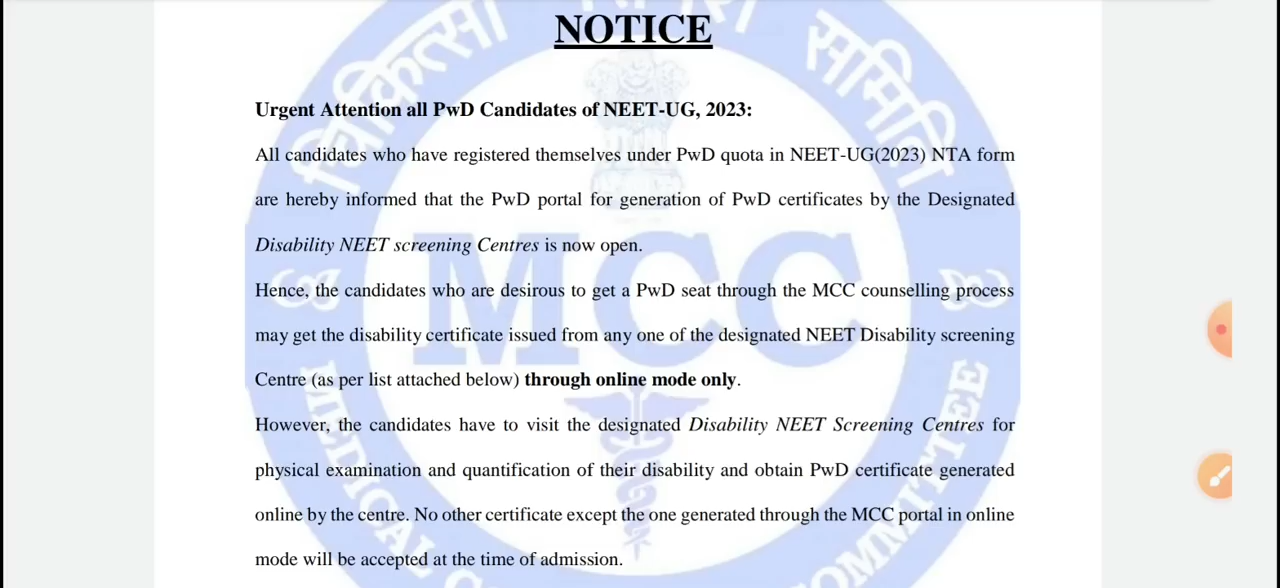 NOTICE
Urgent Attention all PwD Candidates of NEET-UG, 2023:
All candidates who have registered themselves under PwD quota in NEET-UG(2023) NTA form
are hereby informed that the PwD portal for generation of PwD certificates by the Designated
Disability NEET screening Centres is now open.
Hence, the candidates who are desirous to get a PwD seat through the MCC counselling process
may get the disability certificate issued from any one of the designated NEET Disability screening
Centre (as per list attached below) through online mode only.
However, the candidates have to visit the designated Disability NEET Screening Centres for
physical examination and quantification of their disability and obtain PwD certificate generated
online by the centre. No other certificate except the one generated through the MCC portal in online
mode will be accepted at the time of admission.
चिकित्सा
समिति
MCC
MEDICAL
COMMITTEE